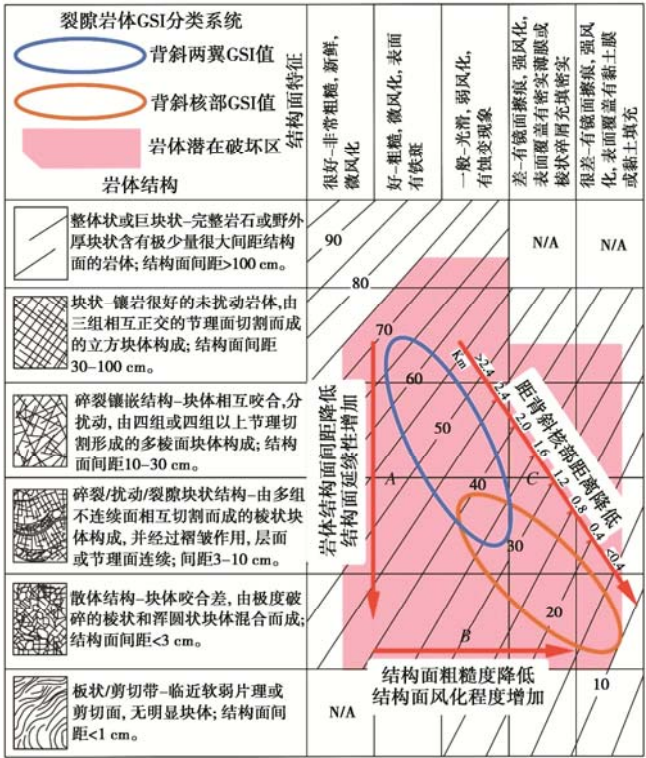 裂隙岩体GSI分类系统
背斜两翼GSI值
背斜核部GSI值
岩体潜在破坏区
岩体结构
结构面特征
很好–非常粗糙，新鲜，
微风化
好–粗糙，微风化，表面
有铁斑
一般–光滑，弱风化，
有蚀变现象
差–有镜面擦痕，强风化，
表面覆盖有密实薄膜或
棱状碎屑充填密实
很差–有镜面擦痕，强风
化，表面覆盖有黏土膜
或黏土填充
整体状或巨块状–完整岩石或野外
厚块状含有极少量很大间距结构
面的岩体；结构面间距>100 cm。
块状–镶岩很好的未扰动岩体，由
三组相互正交的节理面切割而成
的立方块体构成；结构面间距
30–100 cm。
碎裂镶嵌结构–块体相互咬合，分
扰动，由四组或四组以上节理切
割形成的多棱面块体构成；结构
面间距10–30 cm。
碎裂/扰动/裂隙块状结构–由多组
不连续面相互切割而成的棱状块
体构成，并经过褶皱作用，层面
或节理面连续；间距3–10 cm。
散体结构–块体咬合差，由极度破
碎的棱状和浑圆状块体混合而成；
结构面间距<3 cm。
板状/剪切带–临近软弱片理或
剪切面，无明显块体；结构面间
距<1 cm。
90
80
70
60
50
40
30
20
10
N/A
N/A
N/A
岩体结构面间距降低
结构面延续性增加
A
B
C
结构面粗糙度降低
结构面风化程度增加
距背斜核部距离降低
Km
>2.4
2.4
2.0
1.6
1.2
0.8
0.4
<0.4